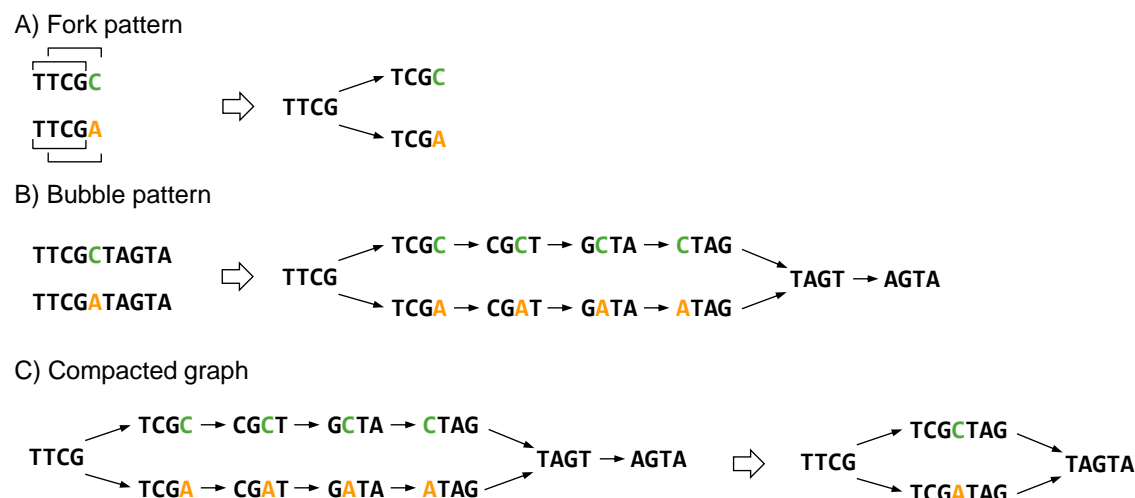 A) Fork pattern
TTCGC
TTCGA
TTCG
TCGC
TCGA
B) Bubble pattern
TTCGCTAGTA
TTCGATAGTA
TTCG
TCGC CGCT GCTA CTAG
TCGA CGAT GATA ATAG
TAGT AGTA
C) Compacted graph
TTCG
TCGC CGCT GCTA CTAG
TCGA CGAT GATA ATAG
TAGT AGTA
TTCG
TCGCTAG
TCGATAG
TAGTA